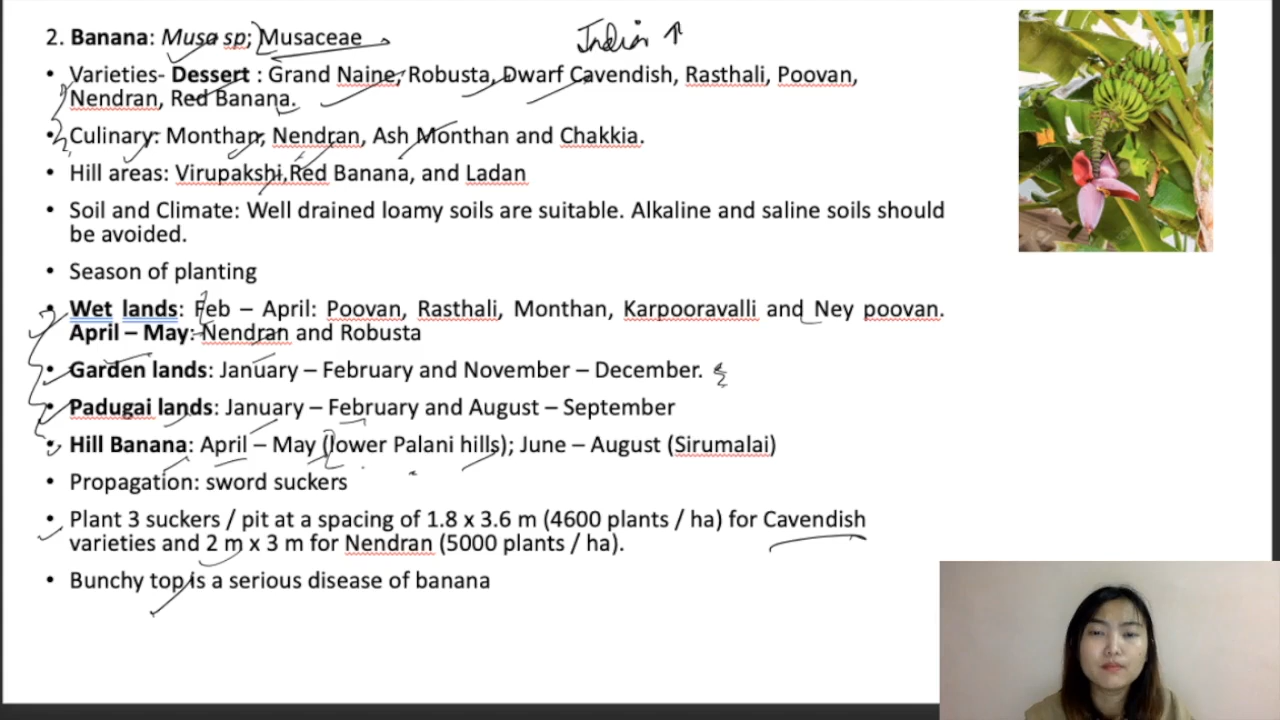 2. Banana: Musa sp; Musaceae
India ↑
• Varieties- Dessert : Grand Naine, Robusta, Dwarf Cavendish, Rasthali, Poovan,
Nendran, Red Banana.
• Culinary: Monthan, Nendran, Ash Monthan and Chakkia.
• Hill areas: Virupakshi,Red Banana, and Ladan
• Soil and Climate: Well drained loamy soils are suitable. Alkaline and saline soils should
be avoided.
• Season of planting
• Wet lands: Feb – April: Poovan, Rasthali, Monthan, Karpooravalli and Ney poovan.
April – May: Nendran and Robusta
• Garden lands: January – February and November – December.
• Padugai lands: January – February and August – September
• Hill Banana: April – May (lower Palani hills); June – August (Sirumalai)
• Propagation: sword suckers
• Plant 3 suckers / pit at a spacing of 1.8 x 3.6 m (4600 plants / ha) for Cavendish
varieties and 2 m x 3 m for Nendran (5000 plants / ha).
• Bunchy top is a serious disease of banana